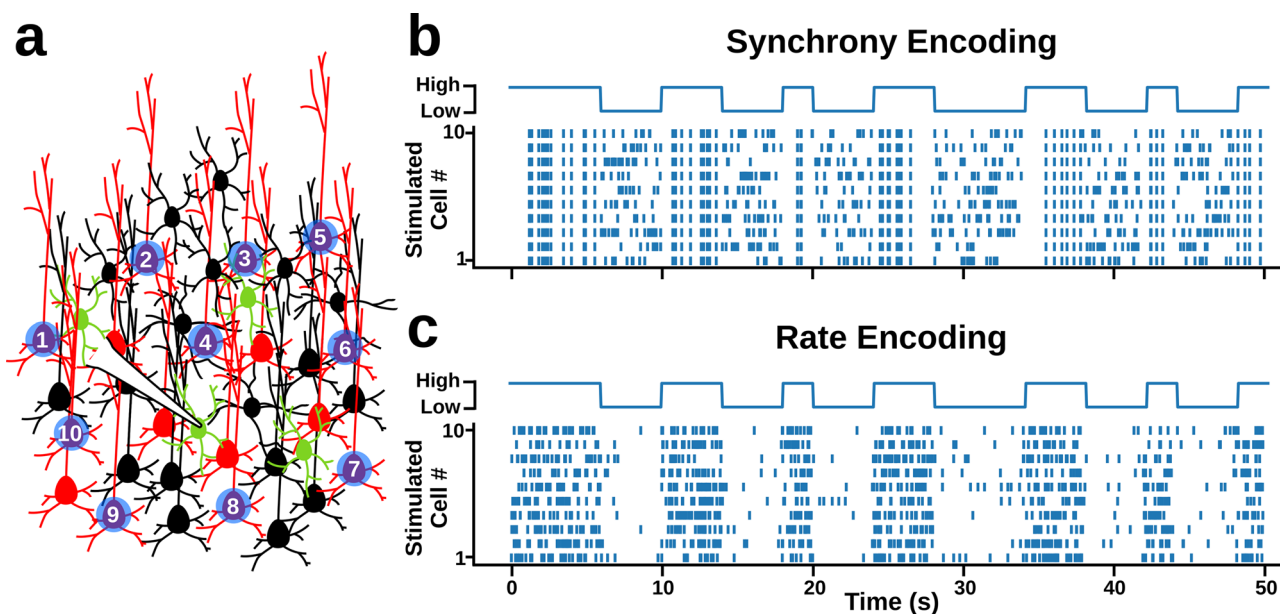 a
5
2
3
1
4
6
10
7
9
8
b
Synchrony Encoding
High
Low
10
Stimulated
Cell #
1
c
Rate Encoding
High
Low
10
Stimulated
Cell #
1
0 10 20 30 40 50
Time (s)